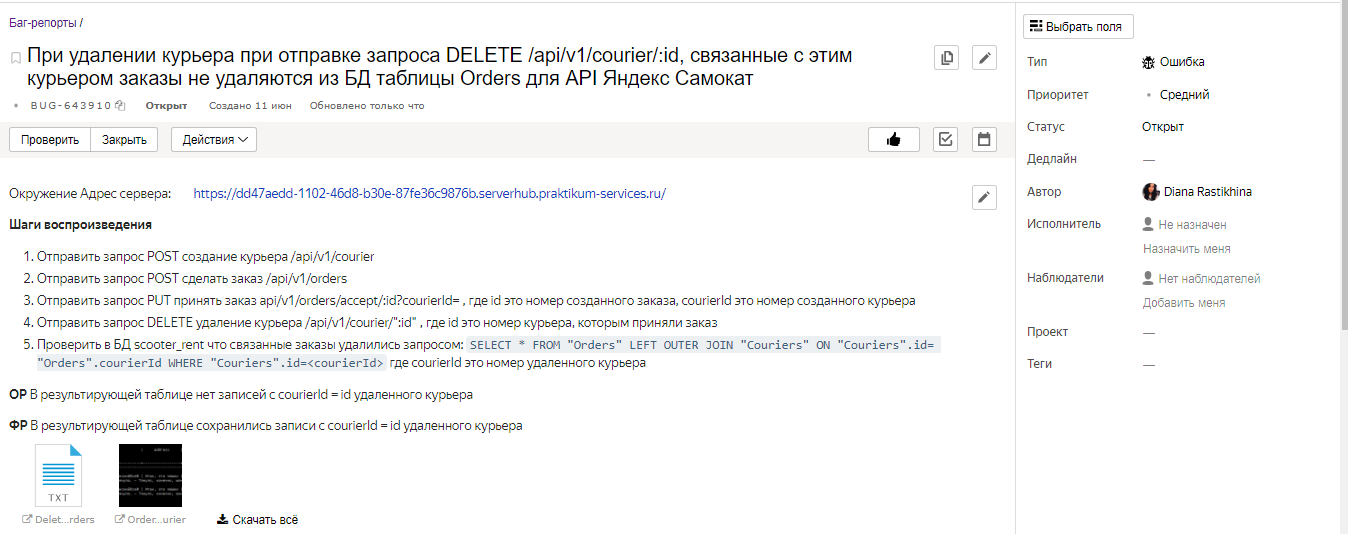 Баг-репорты /
При удалении курьера при отправке запроса DELETE /api/v1/courier/:id, связанные с этим
курьером заказы не удаляются из БД таблицы Orders для API Яндекс Самокат
BUG-643910 Открыт Создано 11 июн Обновлено только что
Проверить Закрыть Действия
Окружение Адрес сервера: https://dd47aedd-1102-46d8-b30e-87fe36c9876b.serverhub.praktikum-services.ru/
Шаги воспроизведения
1. Отправить запрос POST создание курьера /api/v1/courier
2. Отправить запрос POST сделать заказ /api/v1/orders
3. Отправить запрос PUT принять заказ api/v1/orders/accept/:id?courierId= , где id это номер созданного заказа, courierId это номер созданного курьера
4. Отправить запрос DELETE удаление курьера /api/v1/courier/":id" , где id это номер курьера, которым приняли заказ
5. Проверить в БД scooter_rent что связанные заказы удалились запросом: SELECT * FROM "Orders" LEFT OUTER JOIN "Couriers" ON "Couriers".id=
"Orders".courierId WHERE "Couriers".id=<courierId> где courierId это номер удаленного курьера
ОР В результирующей таблице нет записей с courierId = id удаленного курьера
ФР В результирующей таблице сохранились записи с courierId = id удаленного курьера
TXT
Delet...rders Order...urier Скачать всё
Выбрать поля
Тип Ошибка
Приоритет Средний
Статус Открыт
Дедлайн —
Автор Diana Rastikhina
Исполнитель Не назначен
Назначить меня
Наблюдатели Нет наблюдателей
Добавить меня
Проект —
Теги —